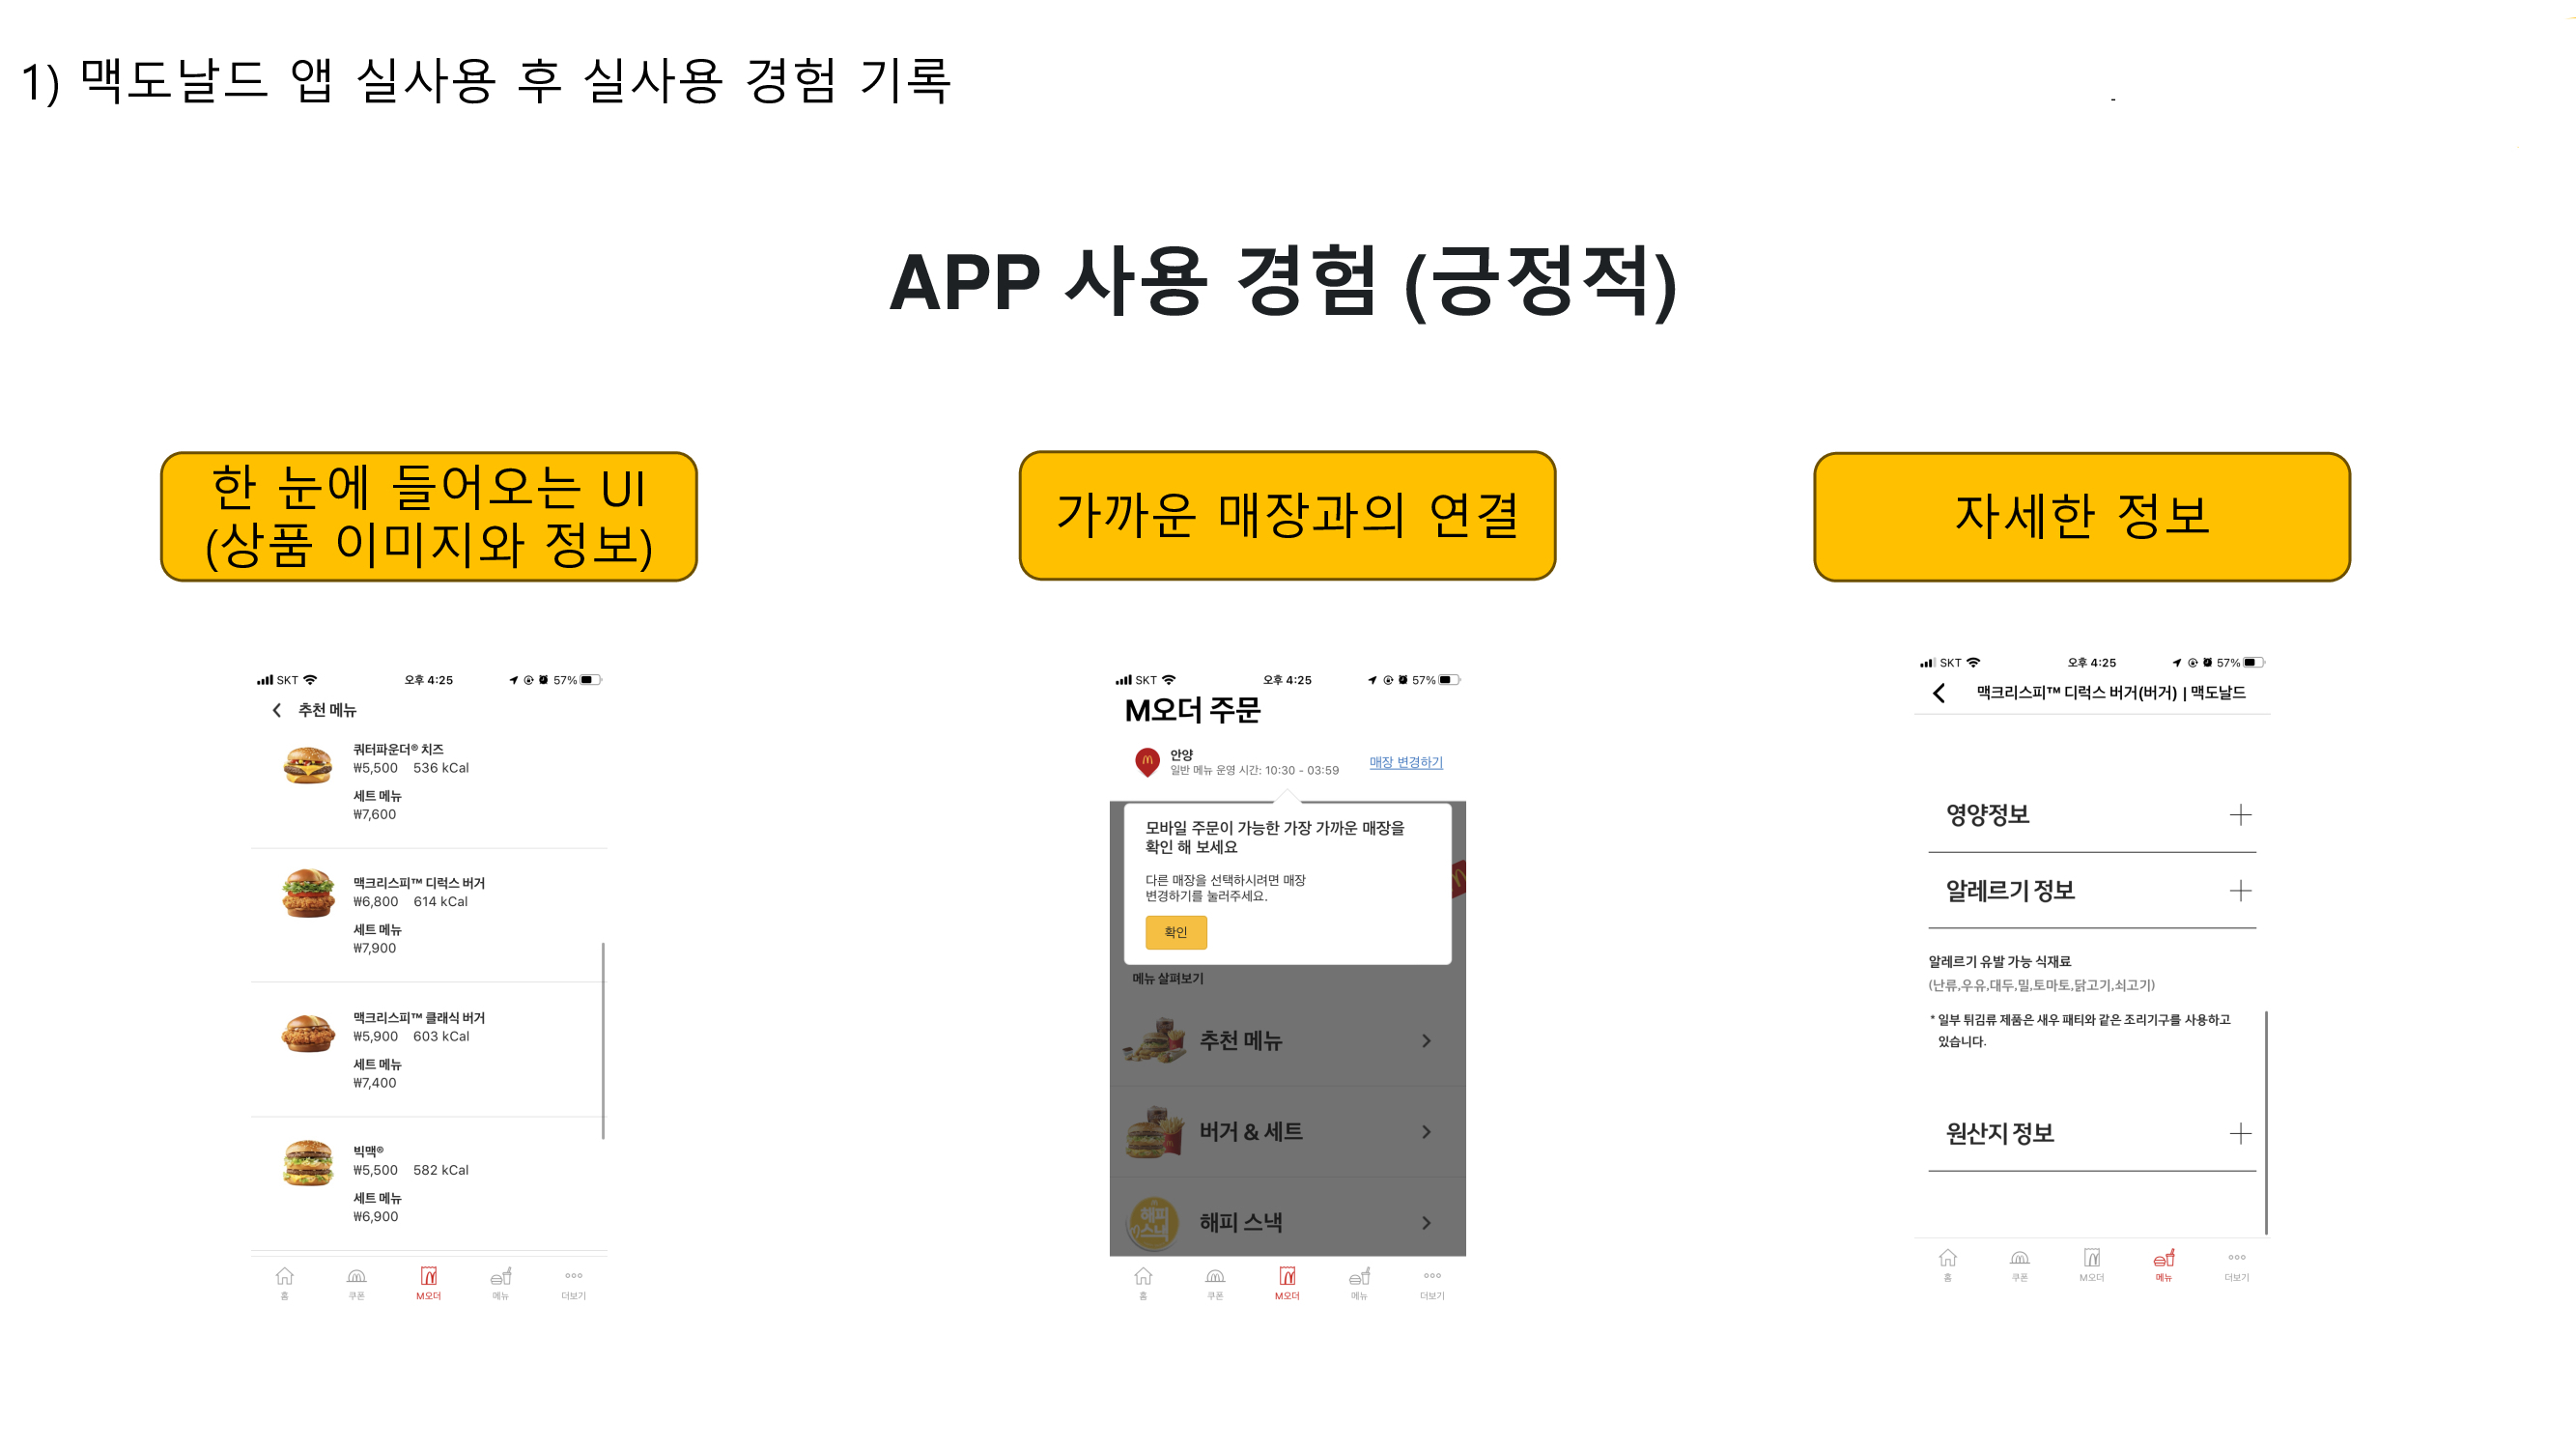 1) 맥도날드 앱 실사용 후 실사용 경험 기록
-
APP 사용 경험 (긍정적)
한 눈에 들어오는 UI
(상품 이미지와 정보)
SKT 오후 4:25 57%
추천 메뉴
쿼터파운더® 치즈
₩5,500 536 kCal
세트 메뉴
₩7,600
맥크리스피™ 디럭스 버거
₩6,800 614 kCal
세트 메뉴
₩7,900
맥크리스피™ 클래식 버거
₩5,900 603 kCal
세트 메뉴
₩7,400
빅맥®
₩5,500 582 kCal
세트 메뉴
₩6,900
홈 쿠폰 M오더 메뉴 더보기
가까운 매장과의 연결
SKT 오후 4:25 57%
M오더 주문
안양
일반 메뉴 운영 시간: 10:30 - 03:59
매장 변경하기
모바일 주문이 가능한 가장 가까운 매장을
확인 해 보세요
다른 매장을 선택하시려면 매장
변경하기를 눌러주세요.
확인
메뉴 살펴보기
추천 메뉴
버거 & 세트
해피
스낵
해피 스낵
홈 쿠폰 M오더 메뉴 더보기
자세한 정보
SKT 오후 4:25 57%
맥크리스피™ 디럭스 버거(버거) | 맥도날드
영양정보
알레르기 정보
알레르기 유발 가능 식재료
(난류,우유,대두,밀,토마토,닭고기,쇠고기)
* 일부 튀김류 제품은 새우 패티와 같은 조리기구를 사용하고
있습니다.
원산지 정보
홈 쿠폰 M오더 메뉴 더보기